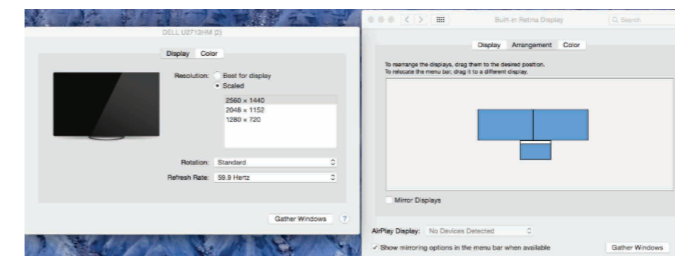 DELL U2713HM (2)
Display Color
Resolution: Best for display
Scaled
2560 × 1440
2048 × 1152
1280 × 720
Rotation: Standard
Refresh Rate: 59.9 Hertz
Gather Windows ?
Built-in Retina Display
Search
Display Arrangement Color
To rearrange the displays, drag them to the desired position.
To relocate the menu bar, drag it to a different display.
Mirror Displays
AirPlay Display: No Devices Detected
Show mirroring options in the menu bar when available
Gather Windows